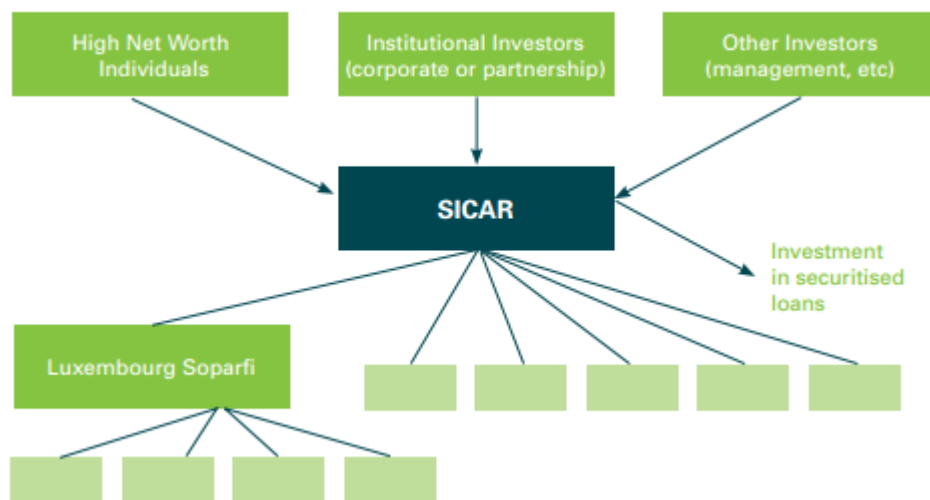 High Net Worth
Individuals
Institutional Investors
(corporate or partnership)
Other Investors
(management, etc)
SICAR
Investment
in securitised
loans
Luxembourg Soparfi